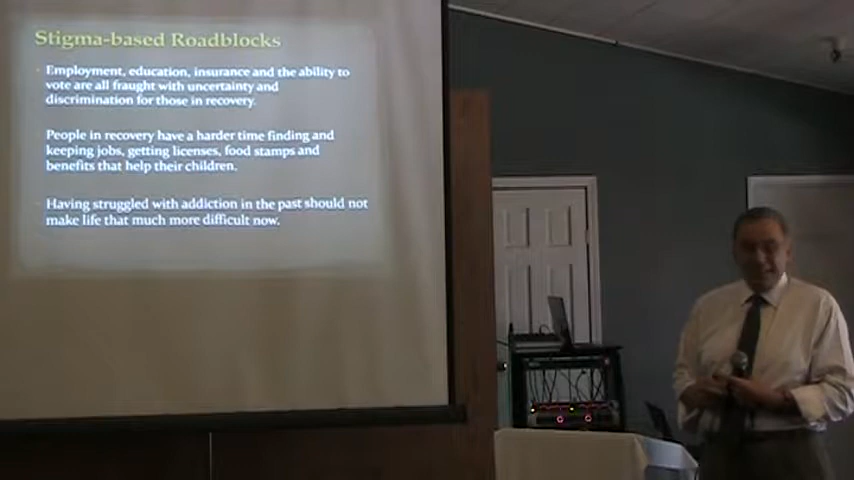 Stigma-based Roadblocks
Employment, education, insurance and the ability to
vote are all fraught with uncertainty and
discrimination for those in recovery.
People in recovery have a harder time finding and
keeping jobs, getting licenses, food stamps and
benefits that help their children.
Having struggled with addiction in the past should not
make life that much more difficult now.